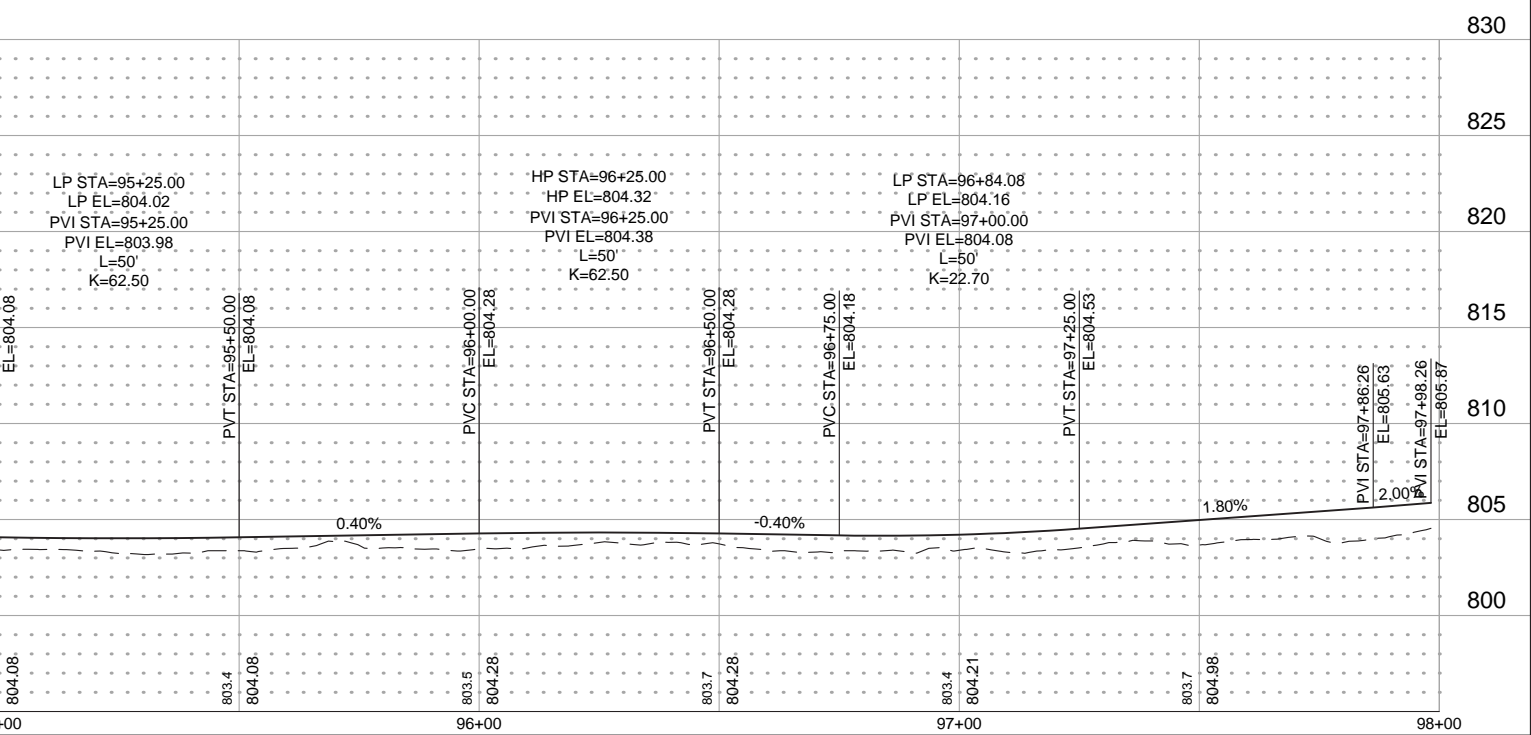 830
825
820
815
810
805
800
LP STA=95+25.00
LP EL=804.02
PVI STA=95+25.00
PVI EL=803.98
L=50'
K=62.50
HP STA=96+25.00
HP EL=804.32
PVI STA=96+25.00
PVI EL=804.38
L=50'
K=62.50
LP STA=96+84.08
LP EL=804.16
PVI STA=97+00.00
PVI EL=804.08
L=50'
K=22.70
EL=804.08
PVT STA=95+50.00
EL=804.08
PVC STA=96+00.00
EL=804.28
PVT STA=96+50.00
EL=804.28
PVC STA=96+75.00
EL=804.18
PVT STA=97+25.00
EL=804.53
PVI STA=97+86.26
EL=805.63
PVI STA=97+98.26
EL=805.87
0.40%
-0.40%
1.80%
2.00%
804.08
803.4
804.08
803.5
804.28
803.7
804.28
803.4
804.21
803.7
804.98
+00
96+00
97+00
98+00